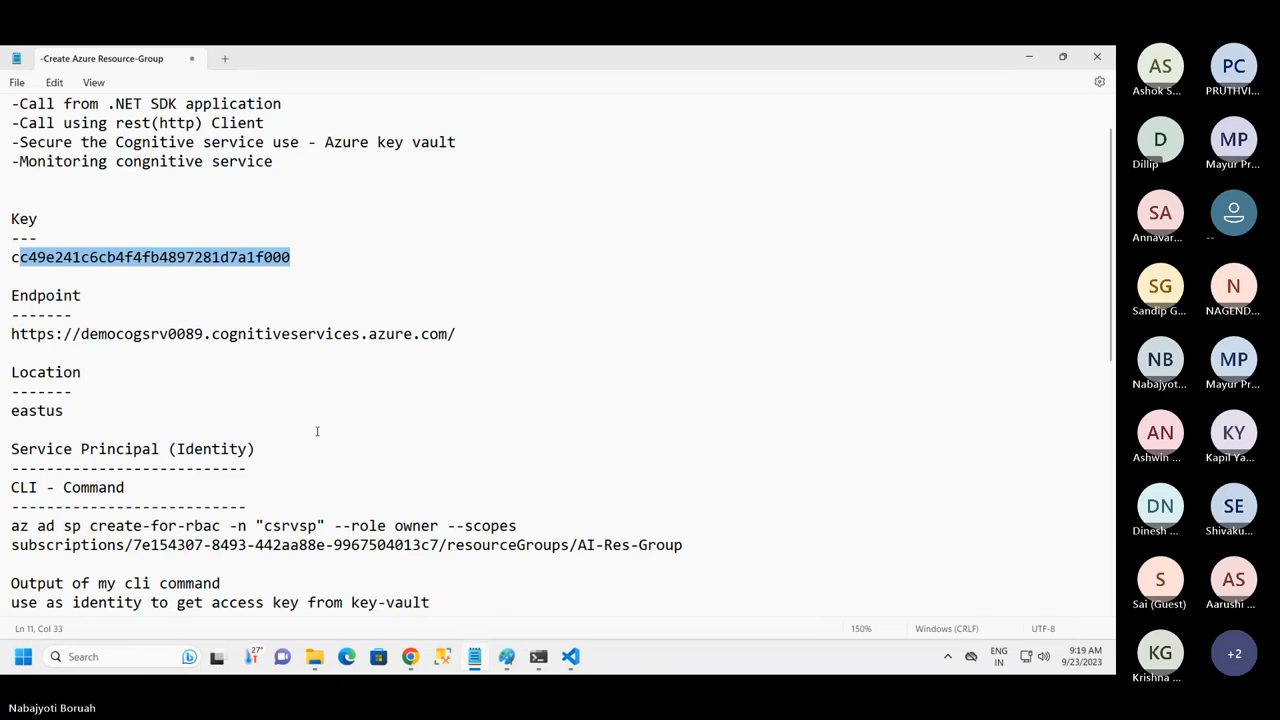 -Create Azure Resource-Group
File Edit View
-Call from .NET SDK application
-Call using rest(http) Client
-Secure the Cognitive service use - Azure key vault
-Monitoring congnitive service
Key
---
cc49e241c6cb4f4fb4897281d7a1f000
Endpoint
-------
https://democogsrv0089.cognitiveservices.azure.com/
Location
-------
eastus
Service Principal (Identity)
---------------------------
CLI - Command
---------------------------
az ad sp create-for-rbac -n "csrvsp" --role owner --scopes
subscriptions/7e154307-8493-442aa88e-9967504013c7/resourceGroups/AI-Res-Group
Output of my cli command
use as identity to get access key from key-vault
Ln 11, Col 33
150%
Windows (CRLF)
UTF-8
Search
27°
ENG
IN
9:19 AM
9/23/2023
AS PC
Ashok S... PRUTHVI...
D MP
Dillip Mayur Pr...
SA
Annavar... --
SG N
Sandip G... NAGEND...
NB MP
Nabajyot... Mayur Pr...
AN KY
Ashwin ... Kapil Ya...
DN SE
Dinesh ... Shivaku...
S AS
Sai (Guest) Aarushi ...
KG +2
Krishna ...
Nabajyoti Boruah